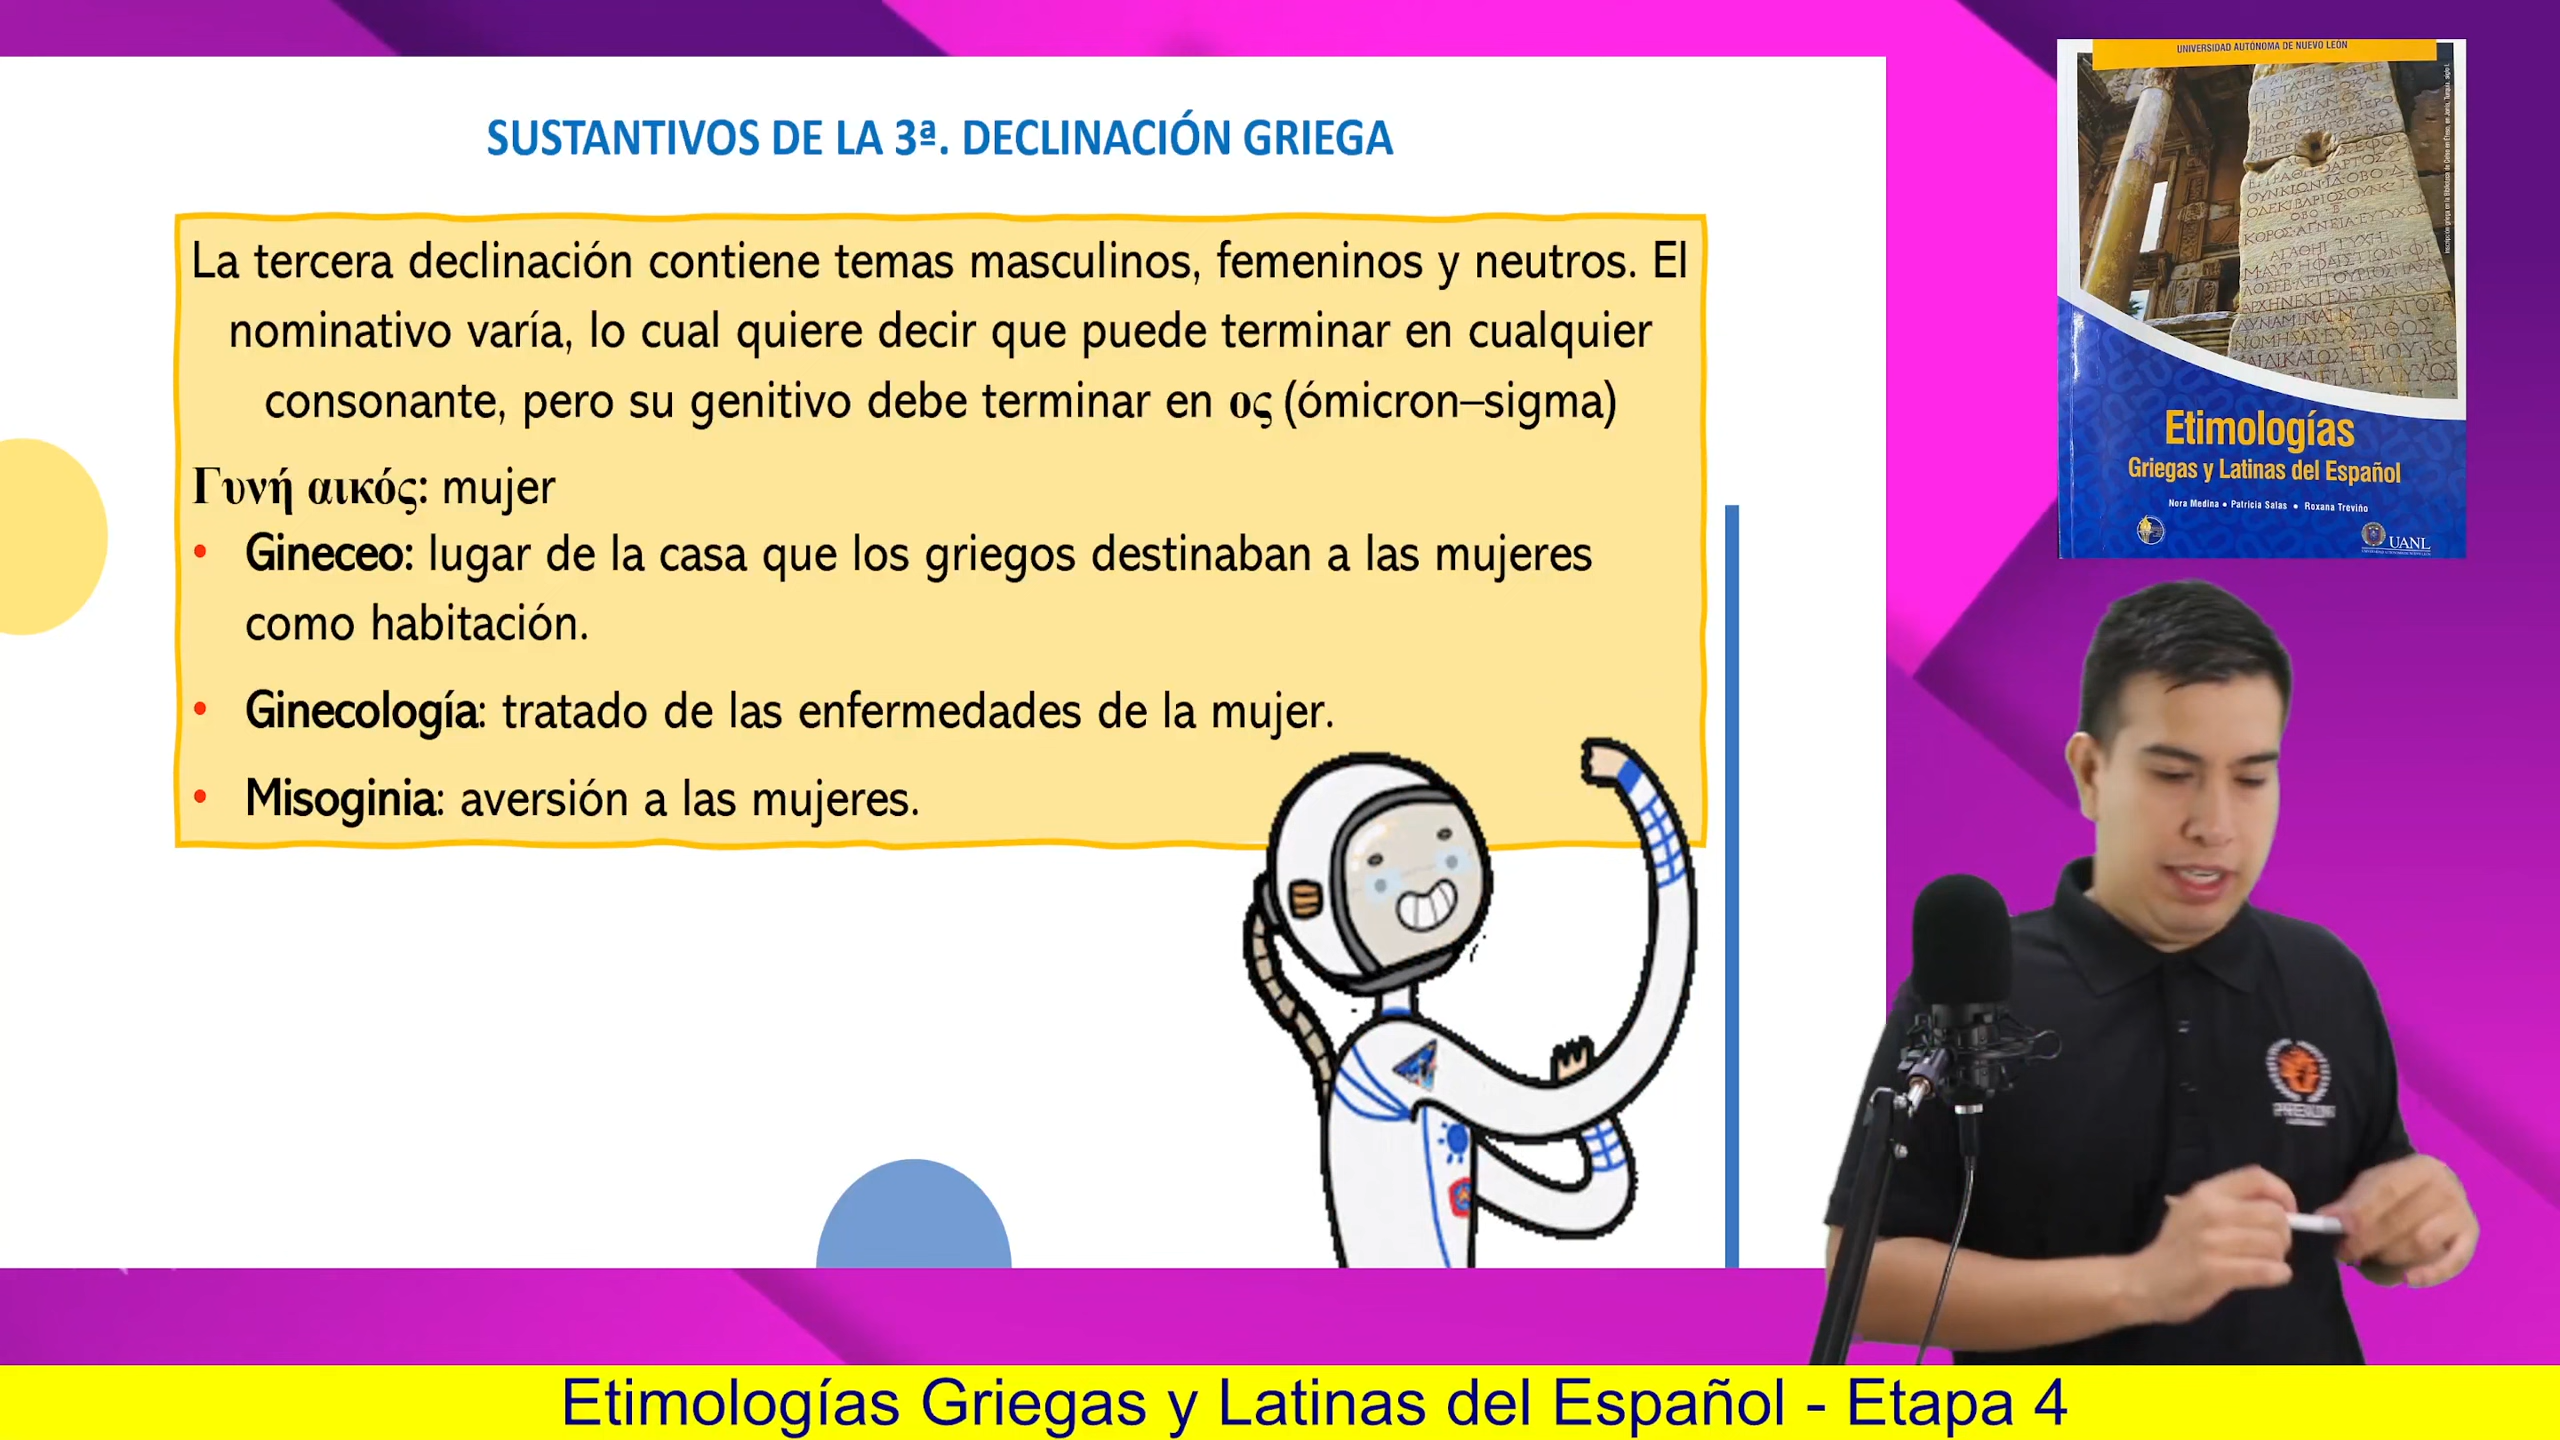 SUSTANTIVOS DE LA 3ª. DECLINACIÓN GRIEGA
La tercera declinación contiene temas masculinos, femeninos y neutros. El
nominativo varía, lo cual quiere decir que puede terminar en cualquier
consonante, pero su genitivo debe terminar en ος (ómicron–sigma)
Γυνή αικός: mujer
• Gineceo: lugar de la casa que los griegos destinaban a las mujeres
como habitación.
• Ginecología: tratado de las enfermedades de la mujer.
• Misoginia: aversión a las mujeres.
UNIVERSIDAD AUTÓNOMA DE NUEVO LEÓN
Etimologías
Griegas y Latinas del Español
Nora Medina • Patricia Salas • Roxana Treviño
UANL
Etimologías Griegas y Latinas del Español - Etapa 4